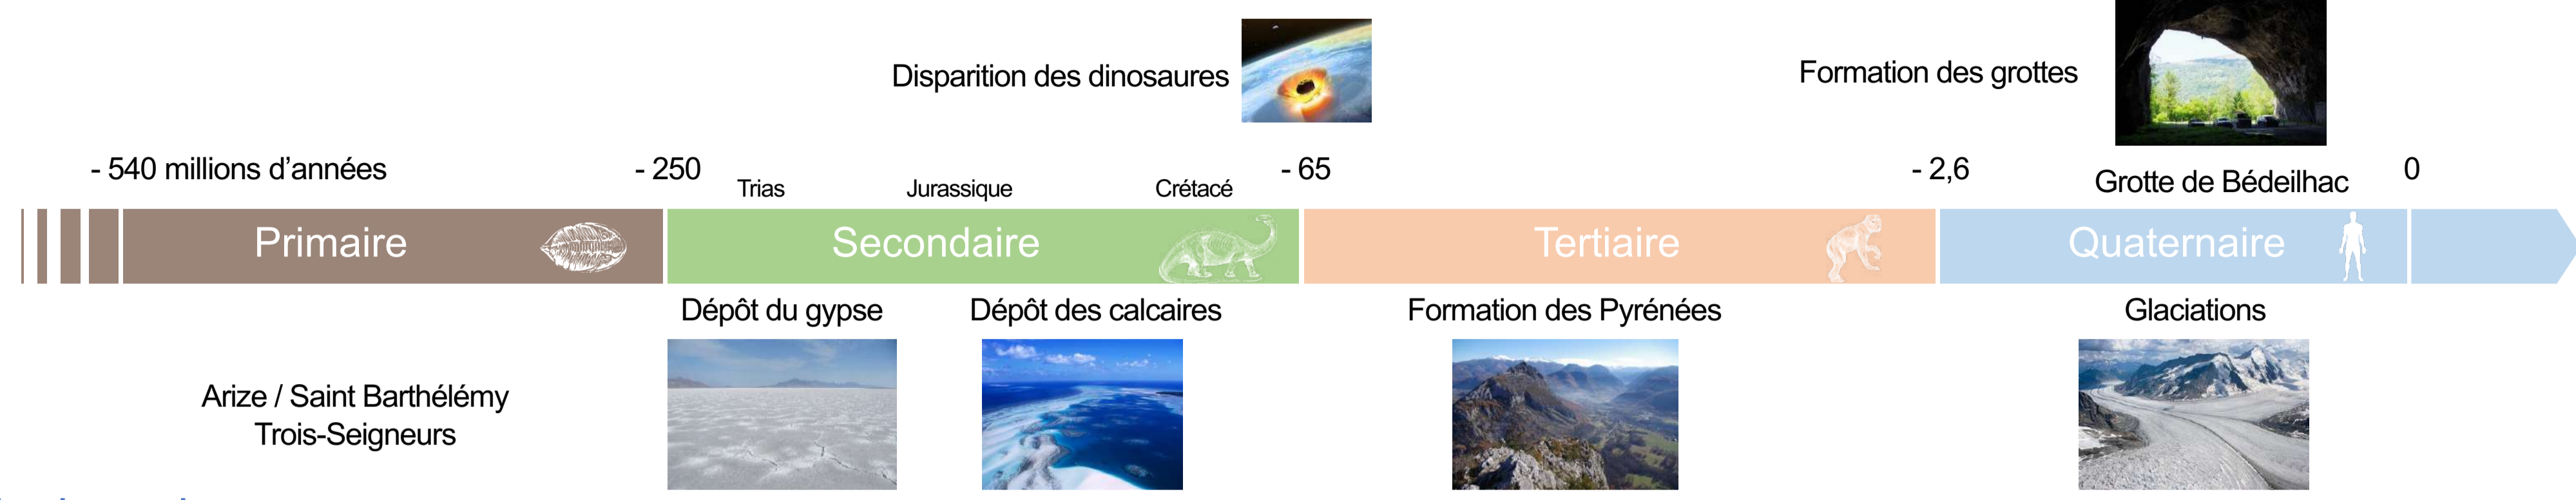 Disparition des dinosaures
Formation des grottes
- 540 millions d’années
- 250
Trias
Jurassique
Crétacé
- 65
- 2,6
Grotte de Bédeilhac
0
Primaire
Secondaire
Tertiaire
Quaternaire
Dépôt du gypse
Dépôt des calcaires
Formation des Pyrénées
Glaciations
Arize / Saint Barthélémy
Trois-Seigneurs